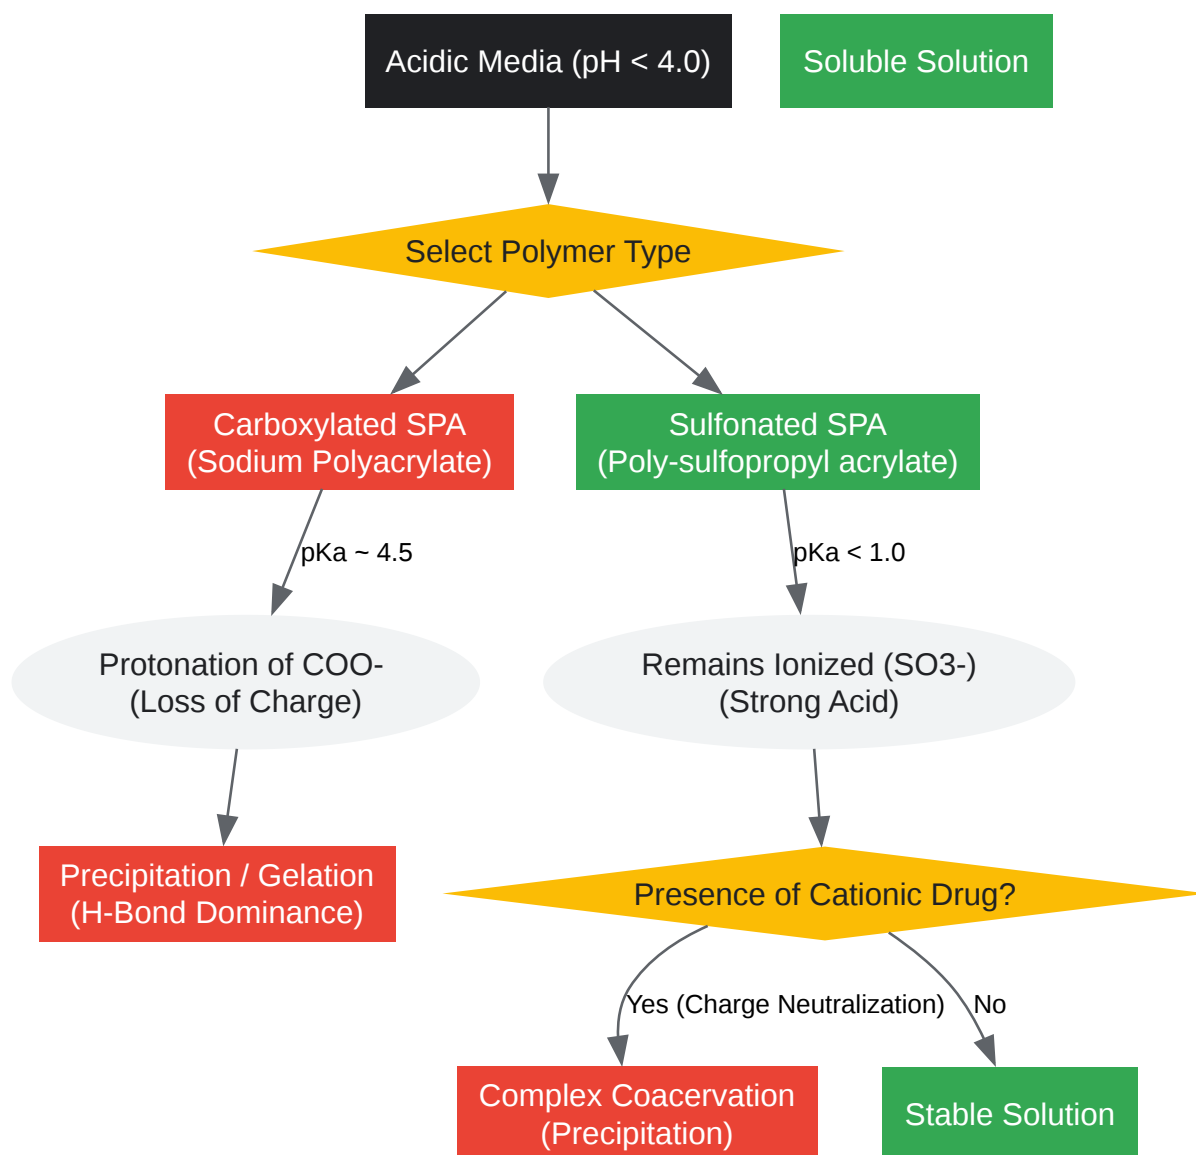 Acidic Media (pH < 4.0)
Soluble Solution
Select Polymer Type
Carboxylated SPA
(Sodium Polyacrylate)
Sulfonated SPA
(Poly-sulfopropyl acrylate)
pKa ~ 4.5
pKa < 1.0
Protonation of COO-
(Loss of Charge)
Remains Ionized (SO3-)
(Strong Acid)
Precipitation / Gelation
(H-Bond Dominance)
Presence of Cationic Drug?
Yes (Charge Neutralization)
No
Complex Coacervation
(Precipitation)
Stable Solution